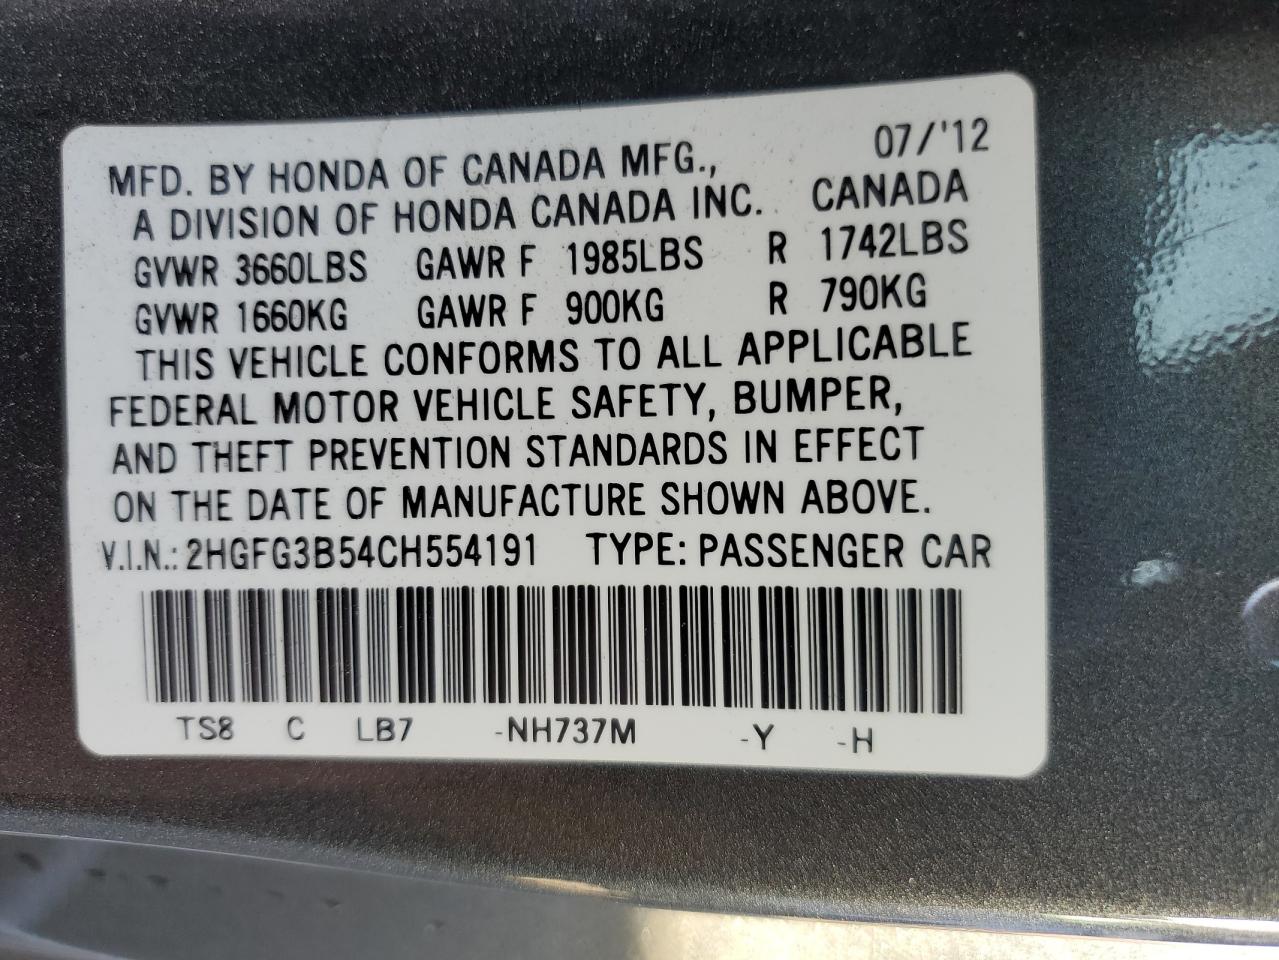 07/'12
MFD. BY HONDA OF CANADA MFG.,
A DIVISION OF HONDA CANADA INC. CANADA
GVWR 3660LBS GAWR F 1985LBS R 1742LBS
GVWR 1660KG GAWR F 900KG R 790KG
THIS VEHICLE CONFORMS TO ALL APPLICABLE
FEDERAL MOTOR VEHICLE SAFETY, BUMPER,
AND THEFT PREVENTION STANDARDS IN EFFECT
ON THE DATE OF MANUFACTURE SHOWN ABOVE.
V.I.N.: 2HGFG3B54CH554191 TYPE: PASSENGER CAR
TS8 C LB7 -NH737M -Y -H